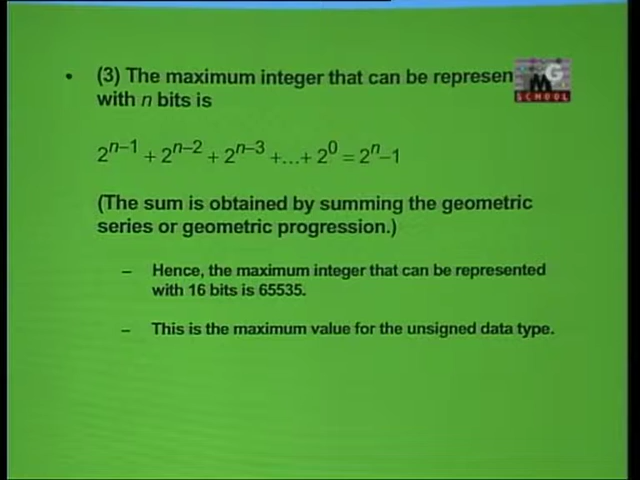 • (3) The maximum integer that can be represen
with n bits is
2^{n–1} + 2^{n–2} + 2^{n–3} +...+ 2^0 = 2^n–1
(The sum is obtained by summing the geometric
series or geometric progression.)
– Hence, the maximum integer that can be represented
with 16 bits is 65535.
– This is the maximum value for the unsigned data type.
G
M
SCHOOL